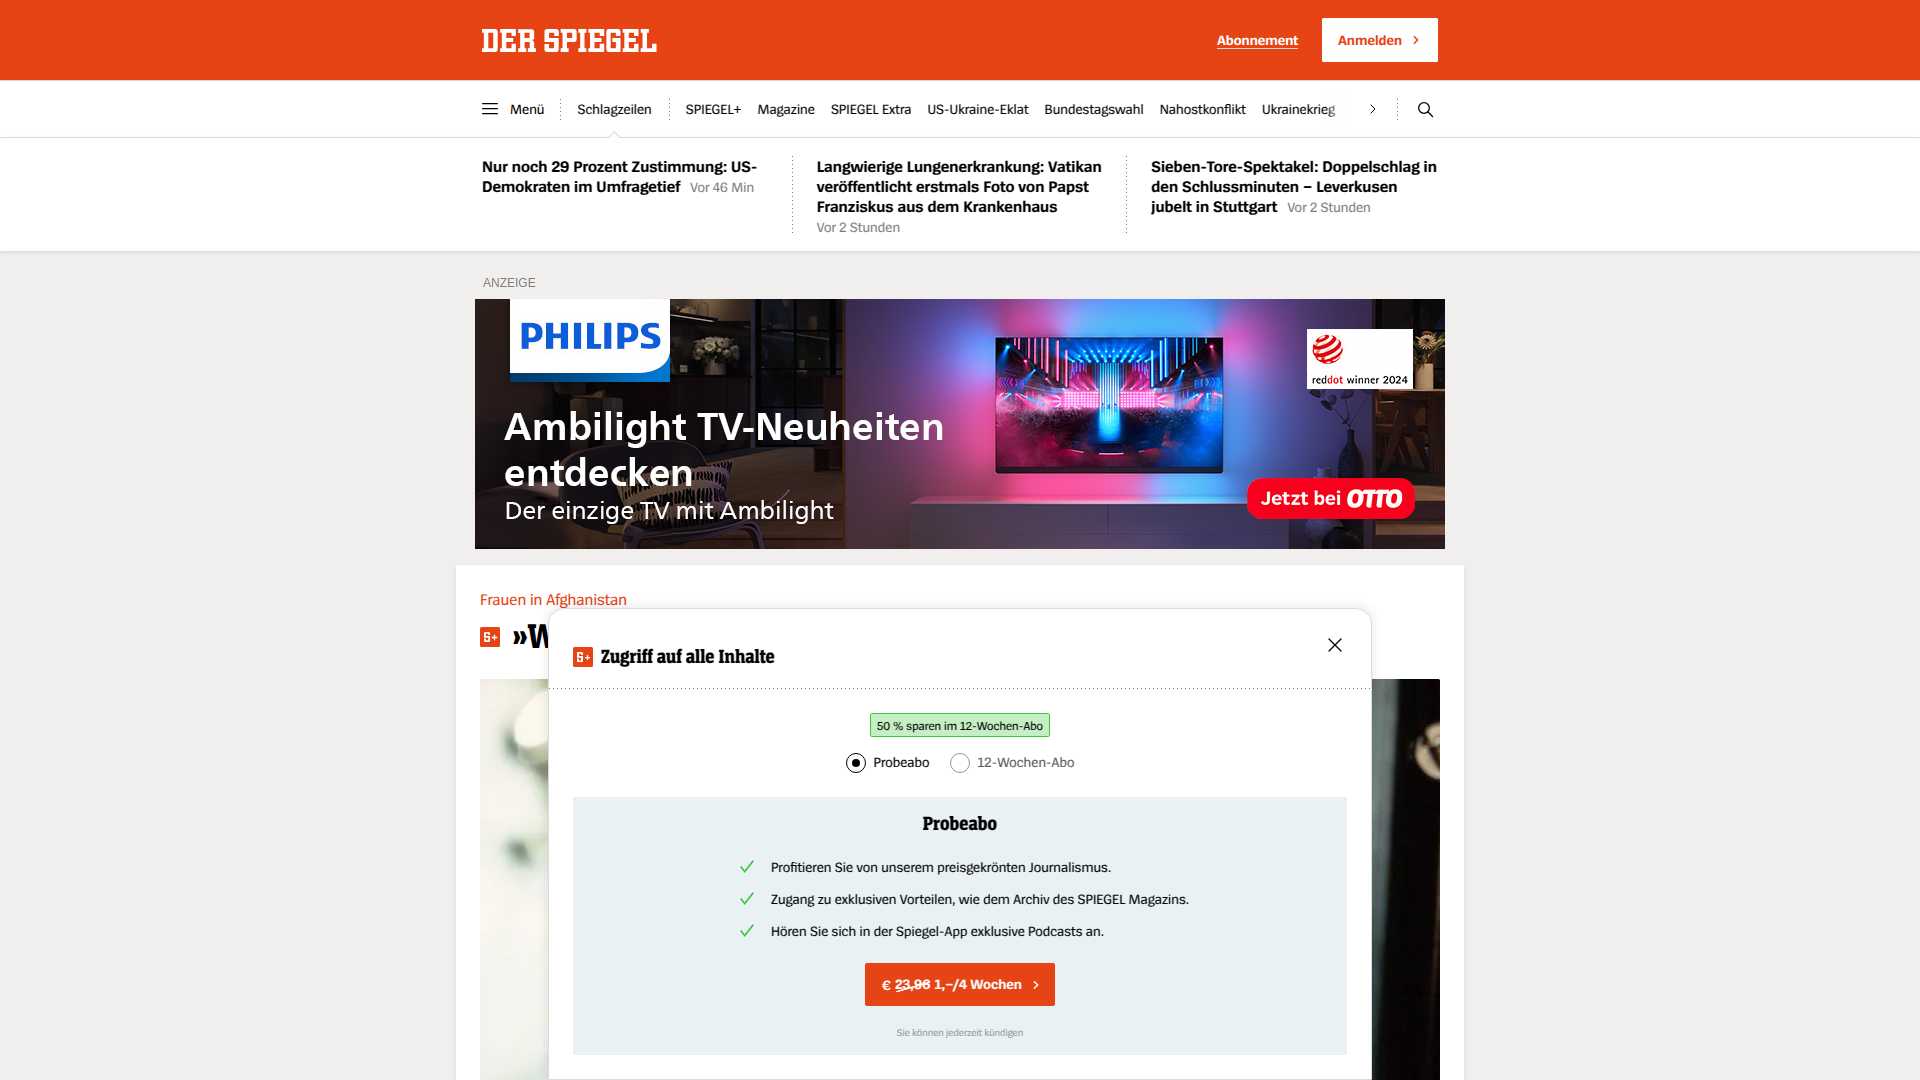 DER SPIEGEL
Abonnement
Anmelden
Menü
Schlagzeilen
SPIEGEL+
Magazine
SPIEGEL Extra
US-Ukraine-Eklat
Bundestagswahl
Nahostkonflikt
Ukrainekrieg
Nur noch 29 Prozent Zustimmung: US-
Demokraten im Umfragetief Vor 46 Min
Langwierige Lungenerkrankung: Vatikan
veröffentlicht erstmals Foto von Papst
Franziskus aus dem Krankenhaus
Vor 2 Stunden
Sieben-Tore-Spektakel: Doppelschlag in
den Schlussminuten – Leverkusen
jubelt in Stuttgart Vor 2 Stunden
ANZEIGE
PHILIPS
reddot winner 2024
Ambilight TV-Neuheiten
entdecken
Der einzige TV mit Ambilight
Jetzt bei OTTO
Frauen in Afghanistan
S+ »W
S+ Zugriff auf alle Inhalte
50 % sparen im 12-Wochen-Abo
Probeabo
12-Wochen-Abo
Probeabo
Profitieren Sie von unserem preisgekrönten Journalismus.
Zugang zu exklusiven Vorteilen, wie dem Archiv des SPIEGEL Magazins.
Hören Sie sich in der Spiegel-App exklusive Podcasts an.
€ 23,96 1,–/4 Wochen
Sie können jederzeit kündigen